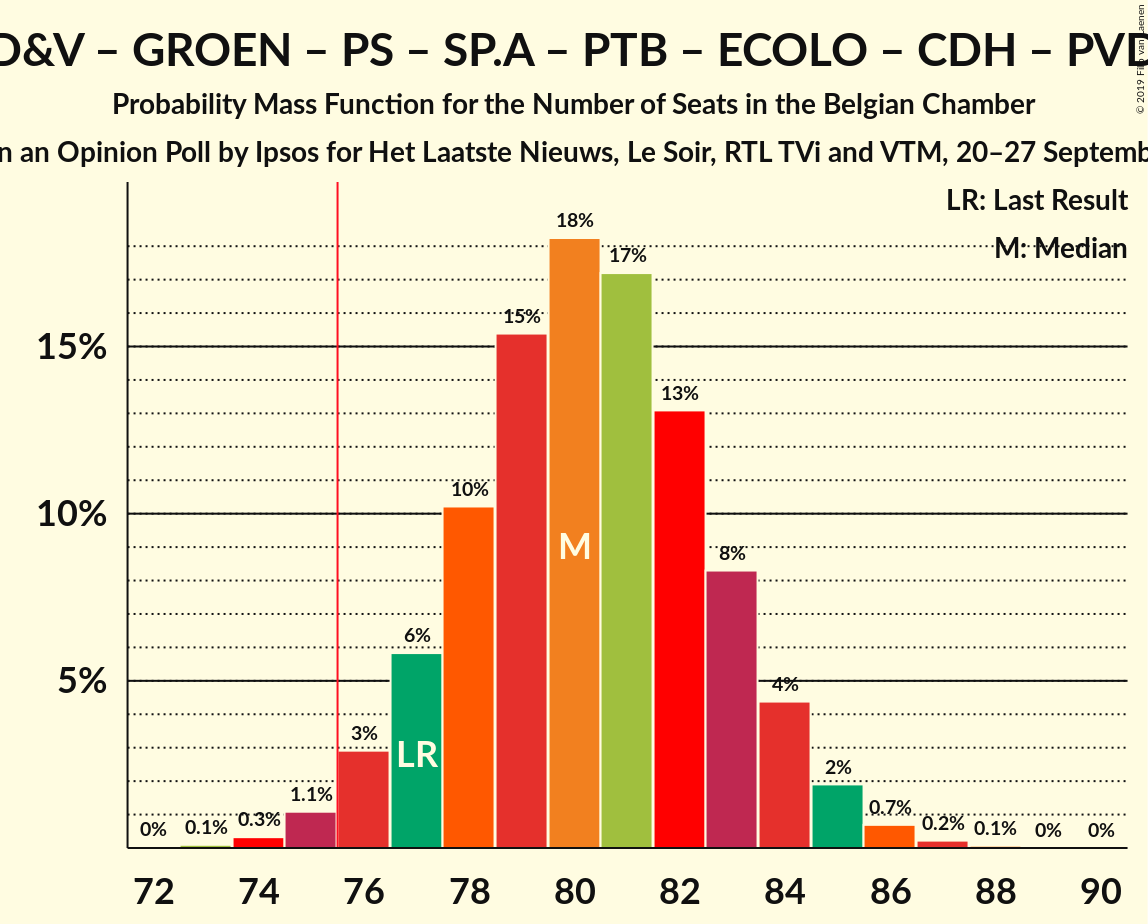 D&V – GROEN – PS – SP.A – PTB – ECOLO – CDH – PVD
Probability Mass Function for the Number of Seats in the Belgian Chamber
n an Opinion Poll by Ipsos for Het Laatste Nieuws, Le Soir, RTL TVi and VTM, 20–27 Septemb
© 2019 Filip van Laenen
LR: Last Result
M: Median
15%
10%
5%
0% 0.1% 0.3% 1.1% 3% 6% 10% 15% 18% 17% 13% 8% 4% 2% 0.7% 0.2% 0.1% 0% 0%
M
LR
72 74 76 78 80 82 84 86 88 90